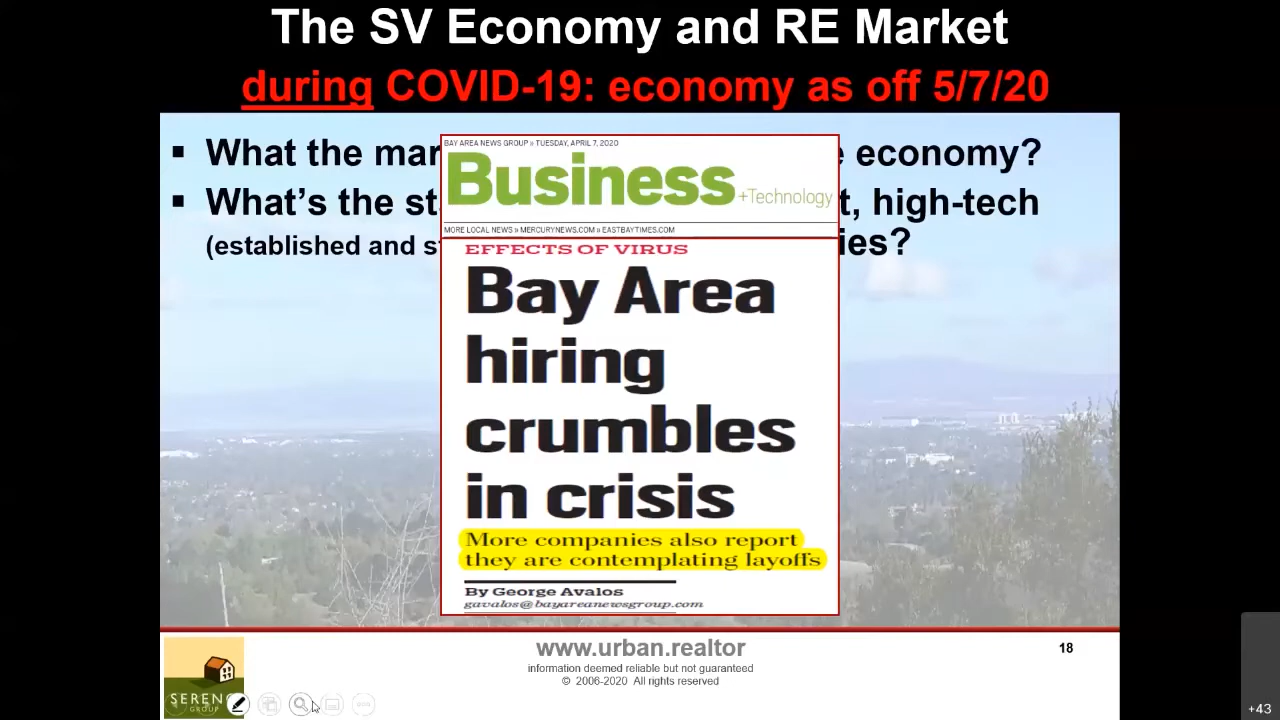 The SV Economy and RE Market
during COVID-19: economy as off 5/7/20
▪ What the mar e economy?
▪ What's the st t, high-tech
(established and s ies?
BAY AREA NEWS GROUP » TUESDAY, APRIL 7, 2020
Business +Technology
MORE LOCAL NEWS » MERCURYNEWS.COM » EASTBAYTIMES.COM
EFFECTS OF VIRUS
Bay Area
hiring
crumbles
in crisis
More companies also report
they are contemplating layoffs
By George Avalos
gavalos@bayareanewsgroup.com
www.urban.realtor
information deemed reliable but not guaranteed
© 2006-2020 All rights reserved
18
SERENO
GROUP
+43